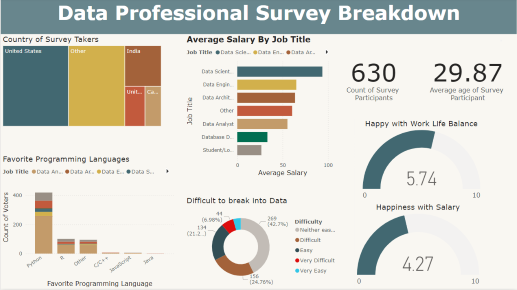 Data Professional Survey Breakdown
Country of Survey Takers
United States
Other
India
Unit...
Ca...
Average Salary By Job Title
Job Title Data Scie... Data En... Data Ar...
Job Title
Data Scient...
Data Engine...
Data Archit...
Other
Data Analyst
Database D...
Student/Lo...
0 50 100
Average Salary
630
Count of Survey
Participants
29.87
Average age of Survey
Participant
Happy with Work Life Balance
5.74
0 10
Happiness with Salary
4.27
0 10
Favorite Programming Languages
Job Title Data An... Data Ar... Data E... Data S...
Count of Voters
400
200
0
Python R Other C/C++ JavaScript Java
Favorite Programming Language
Difficult to break into Data
44
(6.98%)
134
(21.2...)
269
(42.7%)
156
(24.76%)
Difficulty
Neither eas...
Difficult
Easy
Very Difficult
Very Easy